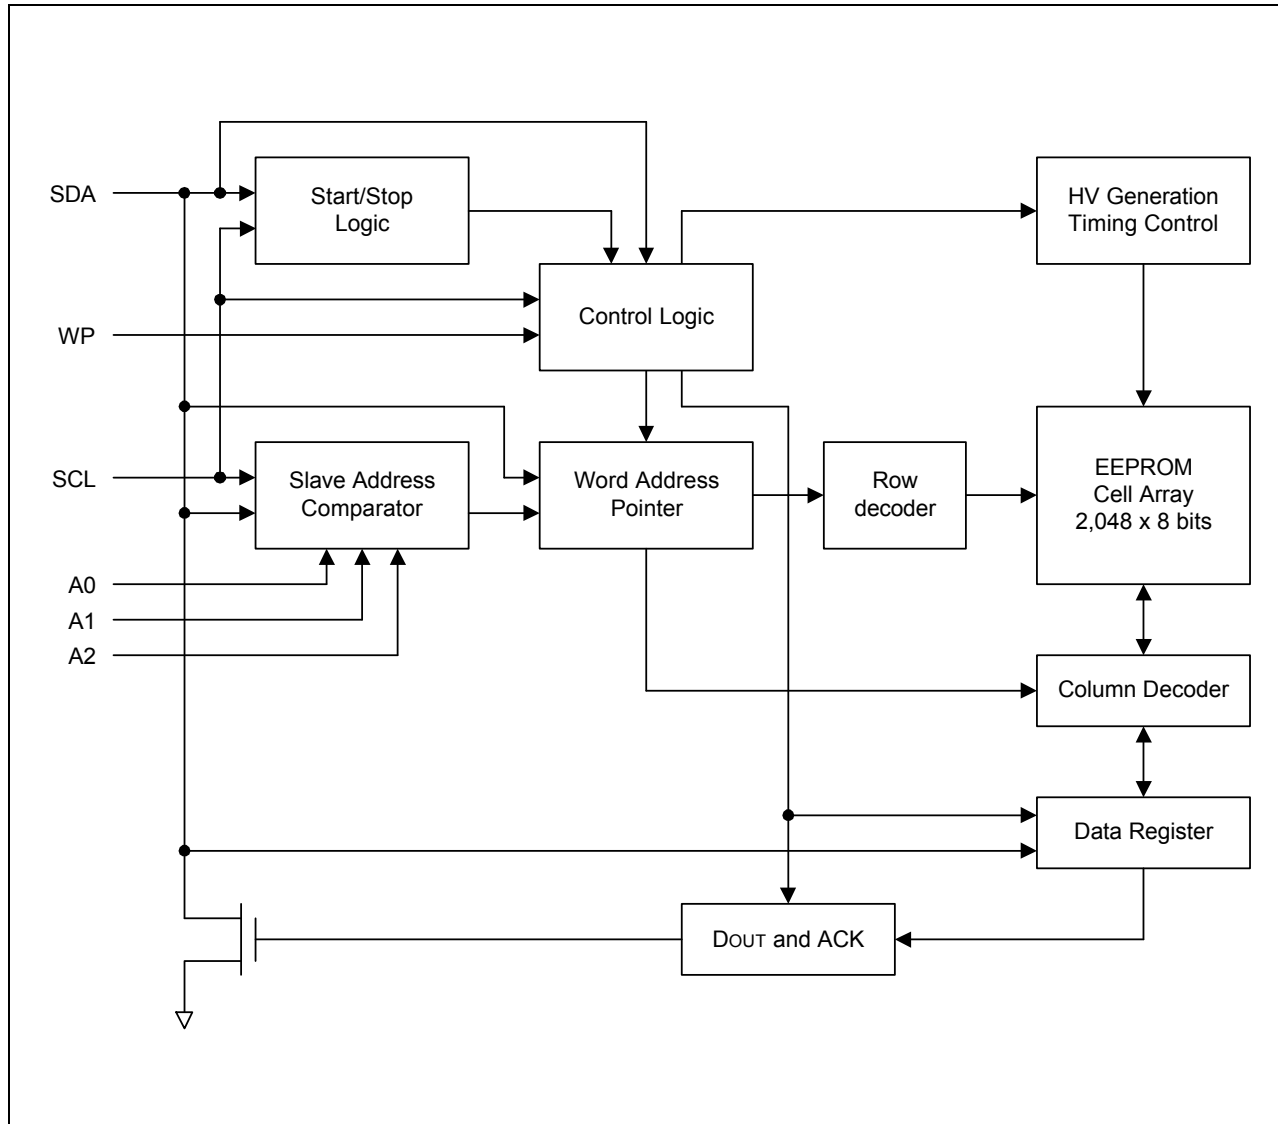 SDA
Start/Stop
Logic
HV Generation
Timing Control
WP
Control Logic
SCL
Slave Address
Comparator
Word Address
Pointer
Row
decoder
EEPROM
Cell Array
2,048 x 8 bits
A0
A1
A2
Column Decoder
Data Register
DOUT and ACK